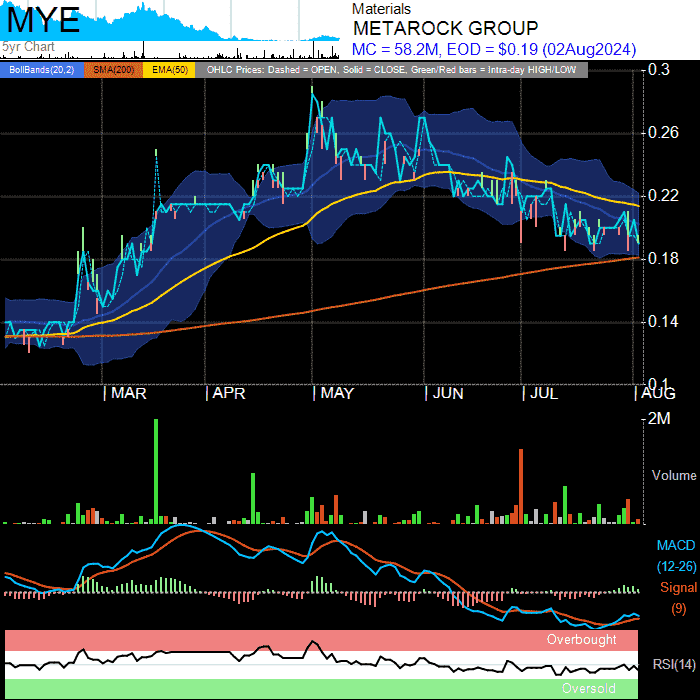 MYE
5yr Chart
Materials
METAROCK GROUP
MC = 58.2M, EOD = $0.19 (02Aug2024)
BollBands(20,2) SMA(200) EMA(50) OHLC Prices: Dashed = OPEN, Solid = CLOSE, Green/Red bars = Intra-day HIGH/LOW
0.3
0.26
0.22
0.18
0.14
0.1
| MAR | APR | MAY | JUN | JUL | AUG
2M
Volume
MACD
(12-26)
Signal
(9)
Overbought
RSI(14)
Oversold